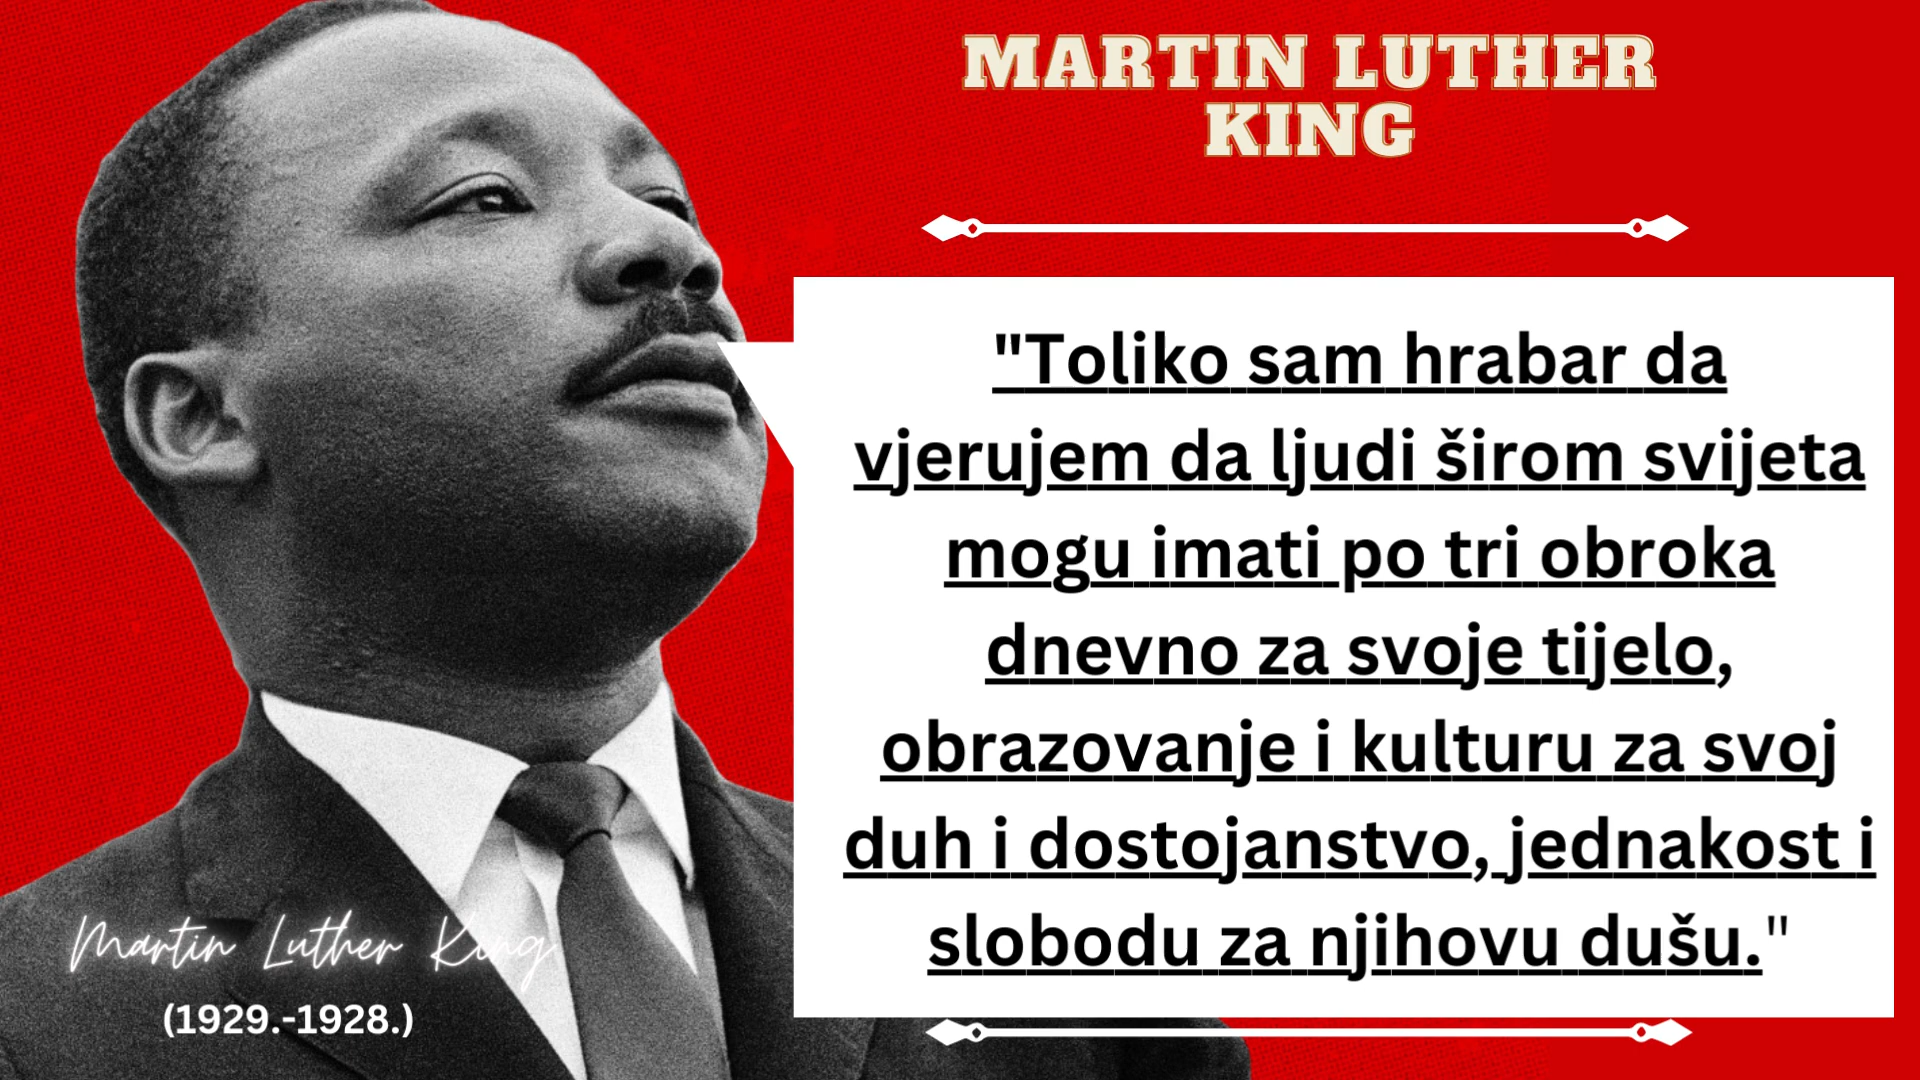 MARTIN LUTHER
KING
"Toliko sam hrabar da
vjerujem da ljudi širom svijeta
mogu imati po tri obroka
dnevno za svoje tijelo,
obrazovanje i kulturu za svoj
duh i dostojanstvo, jednakost i
slobodu za njihovu dušu."
Martin Luther King
(1929.-1928.)